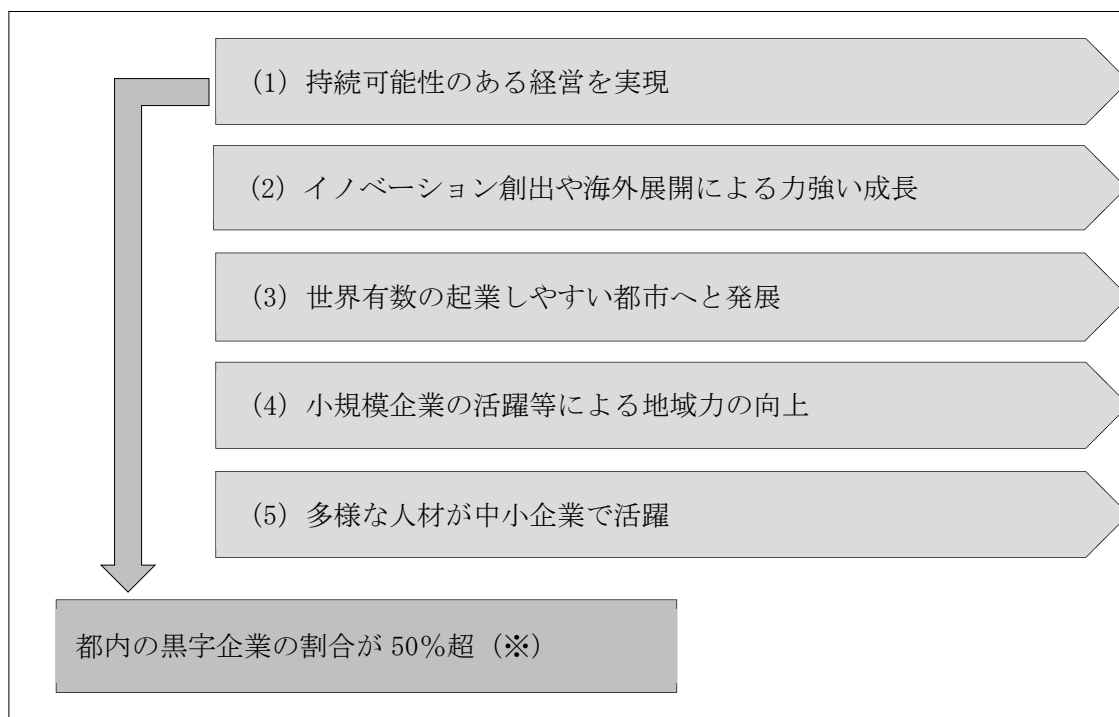 (1) 持続可能性のある経営を実現
(2) イノベーション創出や海外展開による力強い成長
(3) 世界有数の起業しやすい都市へと発展
(4) 小規模企業の活躍等による地域力の向上
(5) 多様な人材が中小企業で活躍
都内の黒字企業の割合が 50%超（※）